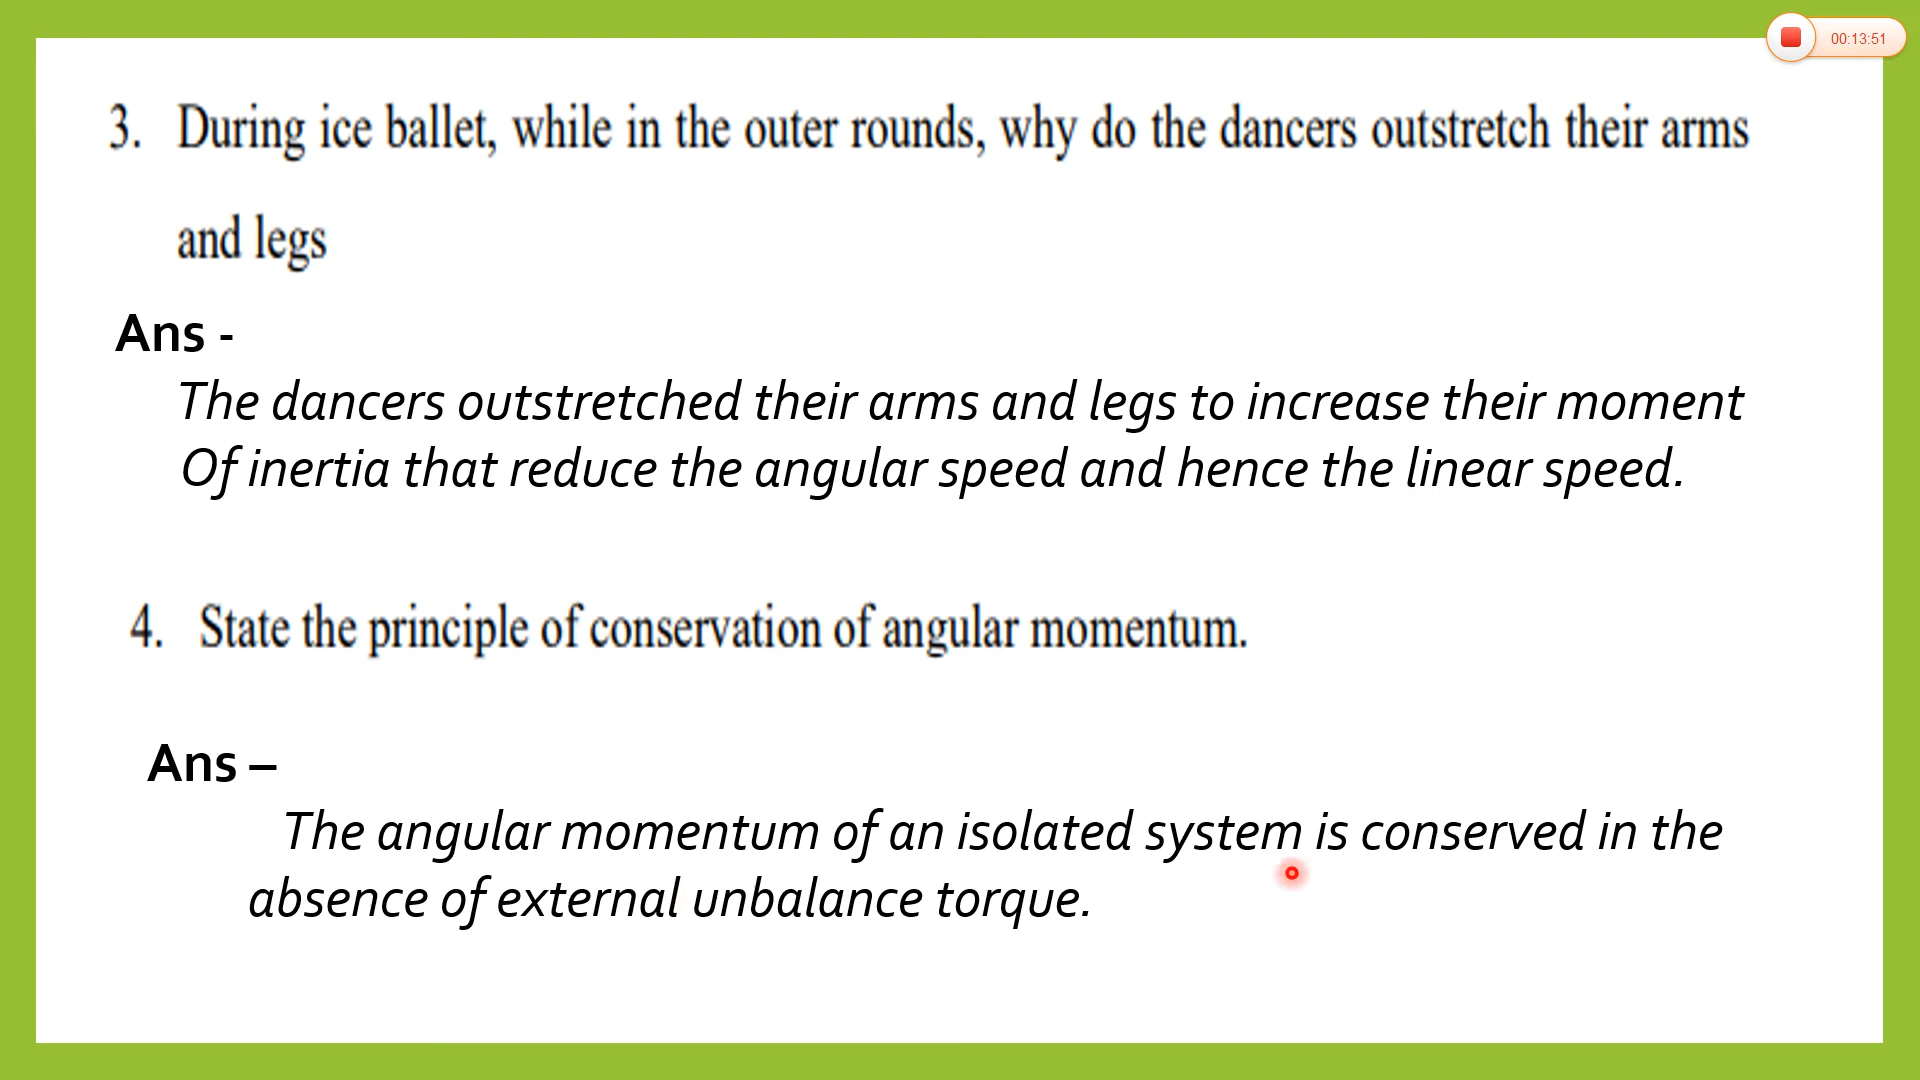 00:13:51
3. During ice ballet, while in the outer rounds, why do the dancers outstretch their arms
and legs
Ans -
The dancers outstretched their arms and legs to increase their moment
Of inertia that reduce the angular speed and hence the linear speed.
4. State the principle of conservation of angular momentum.
Ans –
The angular momentum of an isolated system is conserved in the
absence of external unbalance torque.